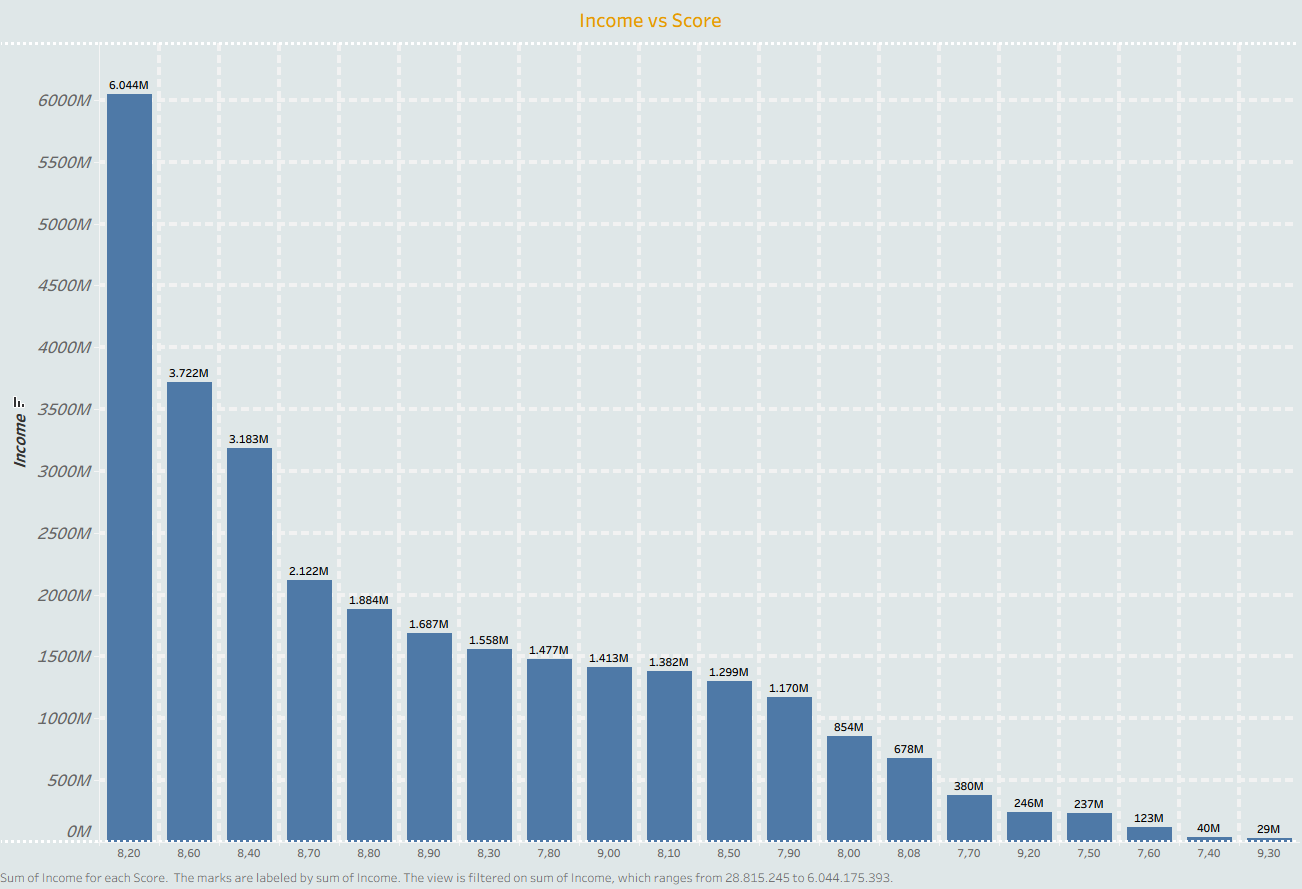 Income vs Score
6.044M
6000M
5500M
5000M
4500M
4000M
3.722M
3500M
3.183M
3000M
2500M
2.122M
2000M
1.884M
1.687M
1.558M
1.477M
1.413M
1.382M
1.299M
1.170M
1500M
1000M
854M
678M
500M
380M
246M
237M
123M
40M
29M
0M
Income
8,20 8,60 8,40 8,70 8,80 8,90 8,30 7,80 9,00 8,10 8,50 7,90 8,00 8,08 7,70 9,20 7,50 7,60 7,40 9,30
Sum of Income for each Score. The marks are labeled by sum of Income. The view is filtered on sum of Income, which ranges from 28.815.245 to 6.044.175.393.